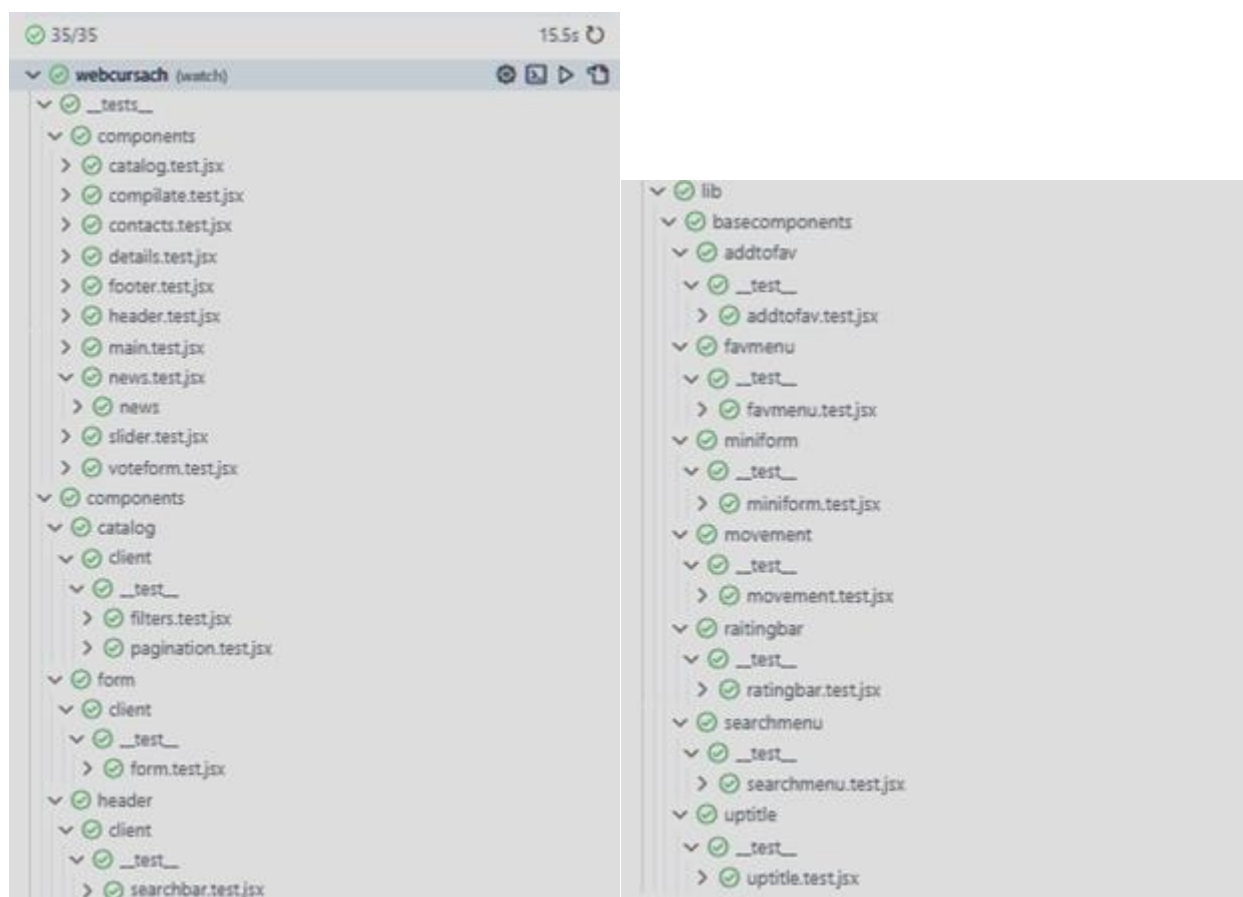 35/35 15.5s
webcursach (watch)
__tests__
components
catalog.test.jsx
compilate.test.jsx
contacts.test.jsx
details.test.jsx
footer.test.jsx
header.test.jsx
main.test.jsx
news.test.jsx
news
slider.test.jsx
voteform.test.jsx
components
catalog
client
__test__
filters.test.jsx
pagination.test.jsx
form
client
__test__
form.test.jsx
header
client
__test__
searchbar.test.jsx
lib
basecomponents
addtofav
__test__
addtofav.test.jsx
favmenu
__test__
favmenu.test.jsx
miniform
__test__
miniform.test.jsx
movement
__test__
movement.test.jsx
raitingbar
__test__
ratingbar.test.jsx
searchmenu
__test__
searchmenu.test.jsx
uptitle
__test__
uptitle.test.jsx